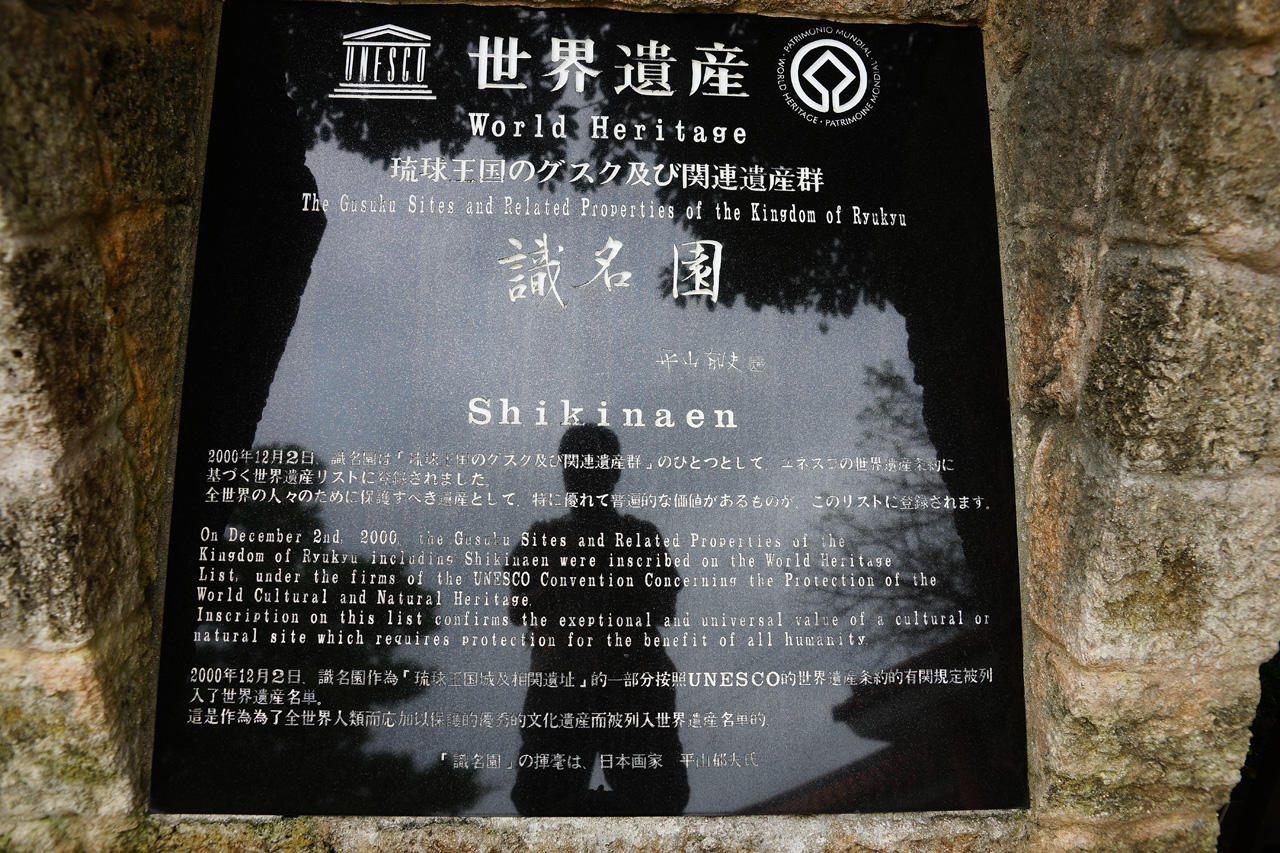 UNESCO
世界遺産
PATRIMONIO MUNDIAL · WORLD HERITAGE · PATRIMOINE MONDIAL
World Heritage
琉球王国のグスク及び関連遺産群
The Gusuku Sites and Related Properties of the Kingdom of Ryukyu
識名園
平山郁夫
Shikinaen
2000年12月2日、識名園は「琉球王国のグスク及び関連遺産群」のひとつとして、ユネスコの世界遺産条約に
基づく世界遺産リストに登録されました。
全世界の人々のために保護すべき遺産として、特に優れて普遍的な価値があるものが、このリストに登録されます。
On December 2nd, 2000, the Gusuku Sites and Related Properties of the
Kingdom of Ryukyu including Shikinaen were inscribed on the World Heritage
List, under the firms of the UNESCO Convention Concerning the Protection of the
World Cultural and Natural Heritage.
Inscription on this list confirms the exeptional and universal value of a cultural or
natural site which requires protection for the benefit of all humanity.
2000年12月2日、識名園作為「琉球王国城及相関遺址」的一部分按照UNESCO的世界遺産条約的有関規定被列
入了世界遺産名単。
這是作為為了全世界人類而応加以保護的優秀的文化遺産而被列入世界遺産名単的。
「識名園」の揮毫は、日本画家 平山郁夫氏